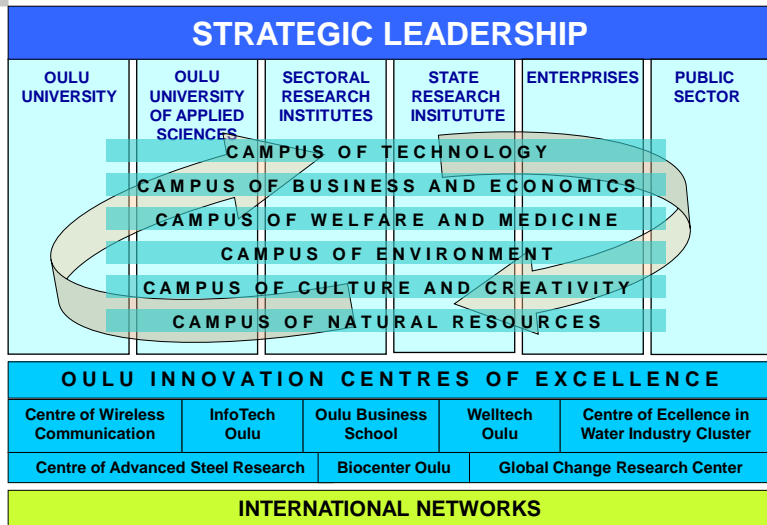 STRATEGIC LEADERSHIP
OULU
UNIVERSITY
OULU
UNIVERSITY
OF APPLIED
SCIENCES
SECTORAL
RESEARCH
INSTITUTES
STATE
RESEARCH
INSITUTUTE
ENTERPRISES
PUBLIC
SECTOR
CAMPUS OF TECHNOLOGY
CAMPUS OF BUSINESS AND ECONOMICS
CAMPUS OF WELFARE AND MEDICINE
CAMPUS OF ENVIRONMENT
CAMPUS OF CULTURE AND CREATIVITY
CAMPUS OF NATURAL RESOURCES
OULU INNOVATION CENTRES OF EXCELLENCE
Centre of Wireless
Communication
InfoTech
Oulu
Oulu Business
School
Welltech
Oulu
Centre of Ecellence in
Water Industry Cluster
Centre of Advanced Steel Research
Biocenter Oulu
Global Change Research Center
INTERNATIONAL NETWORKS